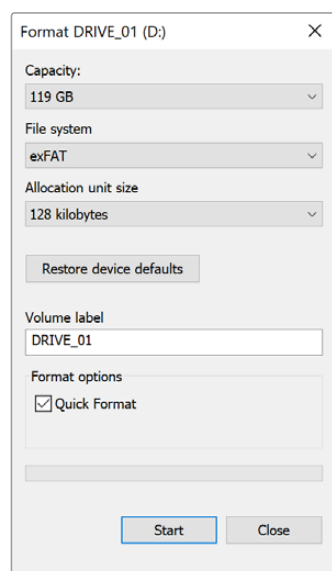 Format DRIVE_01 (D:)
Capacity:
119 GB
File system
exFAT
Allocation unit size
128 kilobytes
Restore device defaults
Volume label
DRIVE_01
Format options
Quick Format
Start Close